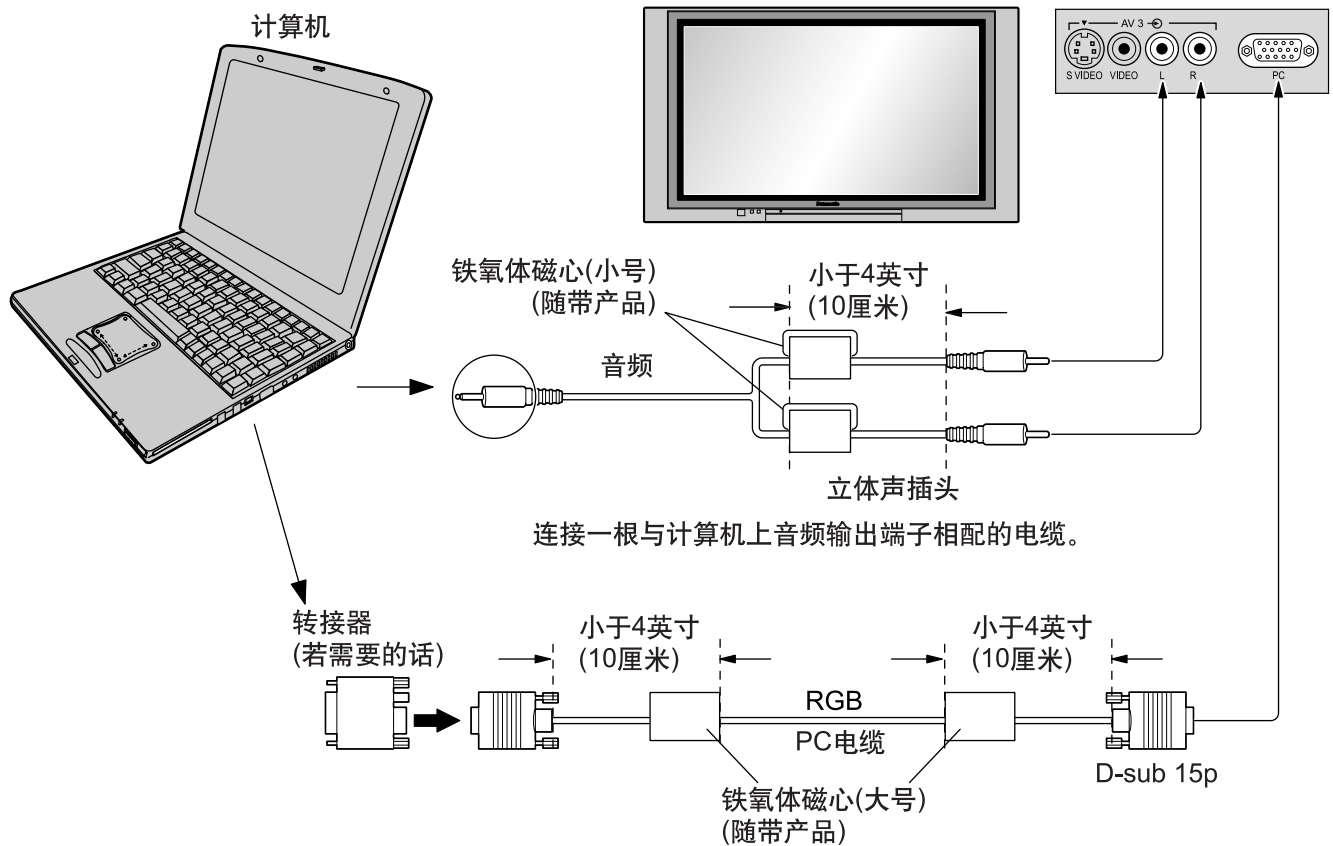 计算机
AV 3
S VIDEO VIDEO L R PC
Panasonic
铁氧体磁心(小号)
(随带产品)
小于4英寸
(10厘米)
音频
立体声插头
连接一根与计算机上音频输出端子相配的电缆。
转接器
(若需要的话)
小于4英寸
(10厘米)
小于4英寸
(10厘米)
RGB
PC电缆
D-sub 15p
铁氧体磁心(大号)
(随带产品)